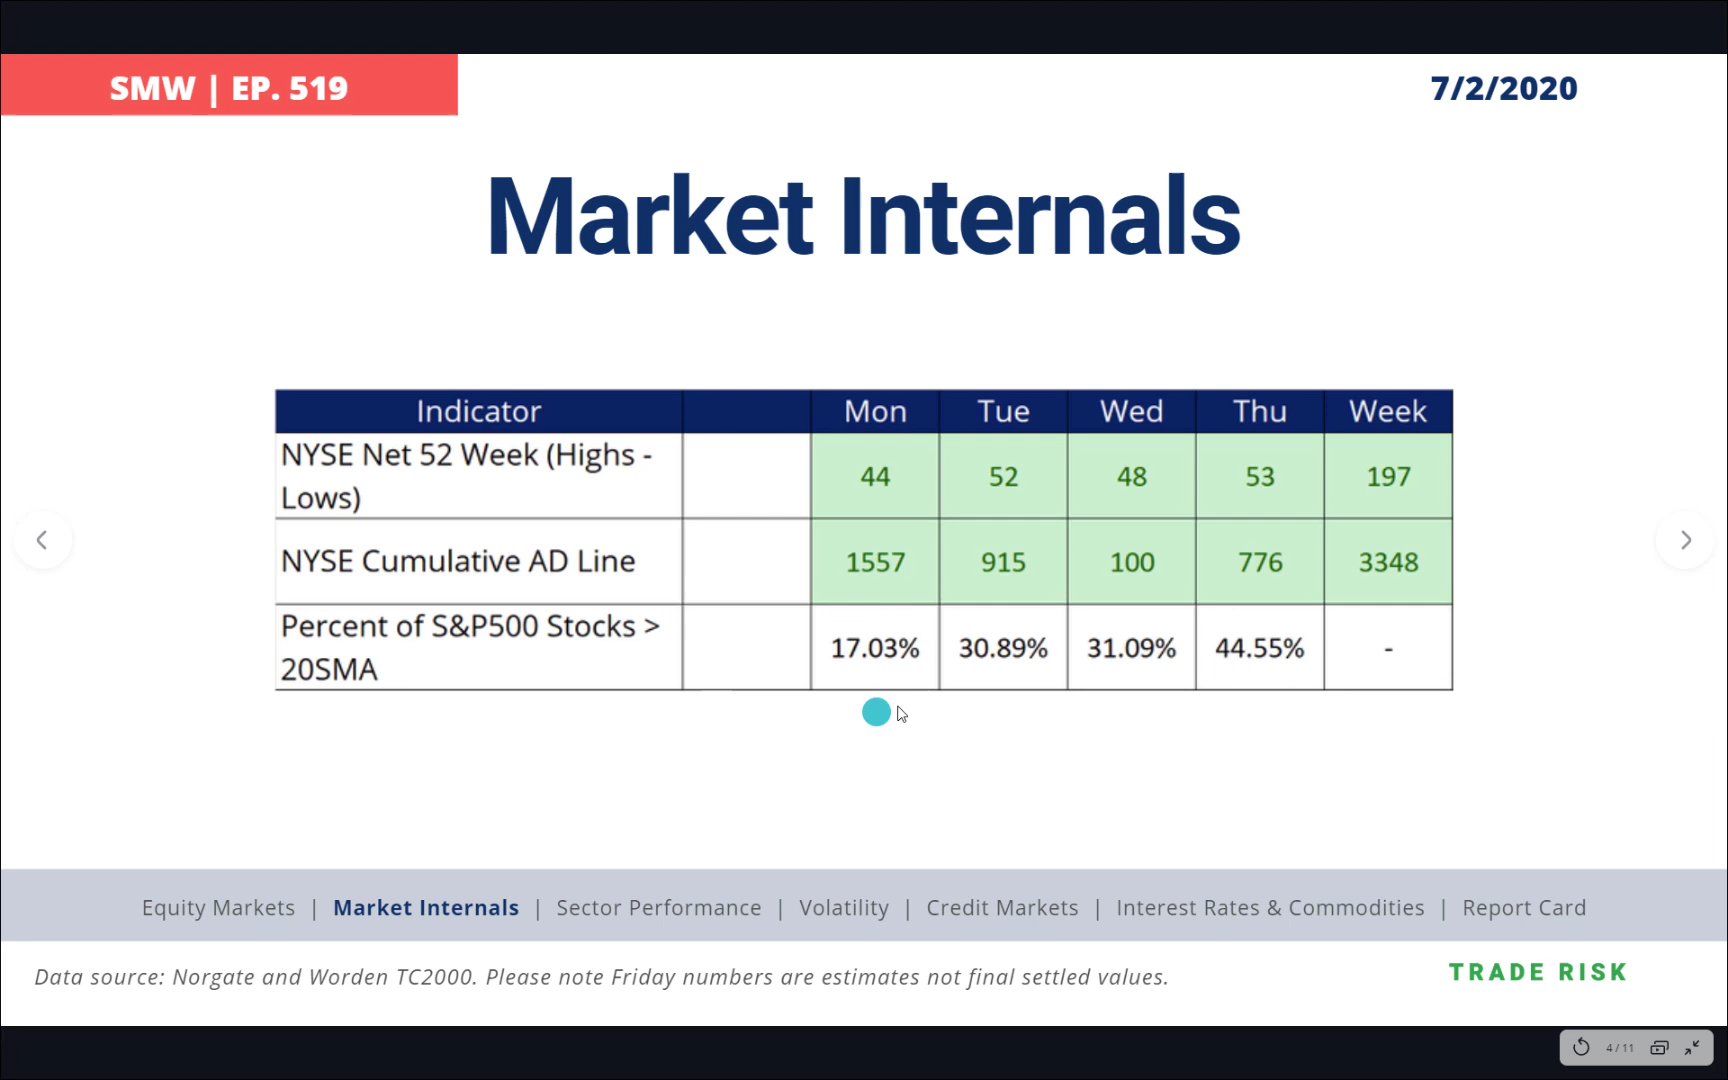 SMW | EP. 519
7/2/2020
Market Internals
Indicator Mon Tue Wed Thu Week
NYSE Net 52 Week (Highs -
Lows) 44 52 48 53 197
NYSE Cumulative AD Line 1557 915 100 776 3348
Percent of S&P500 Stocks >
20SMA 17.03% 30.89% 31.09% 44.55% -
Equity Markets | Market Internals | Sector Performance | Volatility | Credit Markets | Interest Rates & Commodities | Report Card
Data source: Norgate and Worden TC2000. Please note Friday numbers are estimates not final settled values.
TRADE RISK
4/11